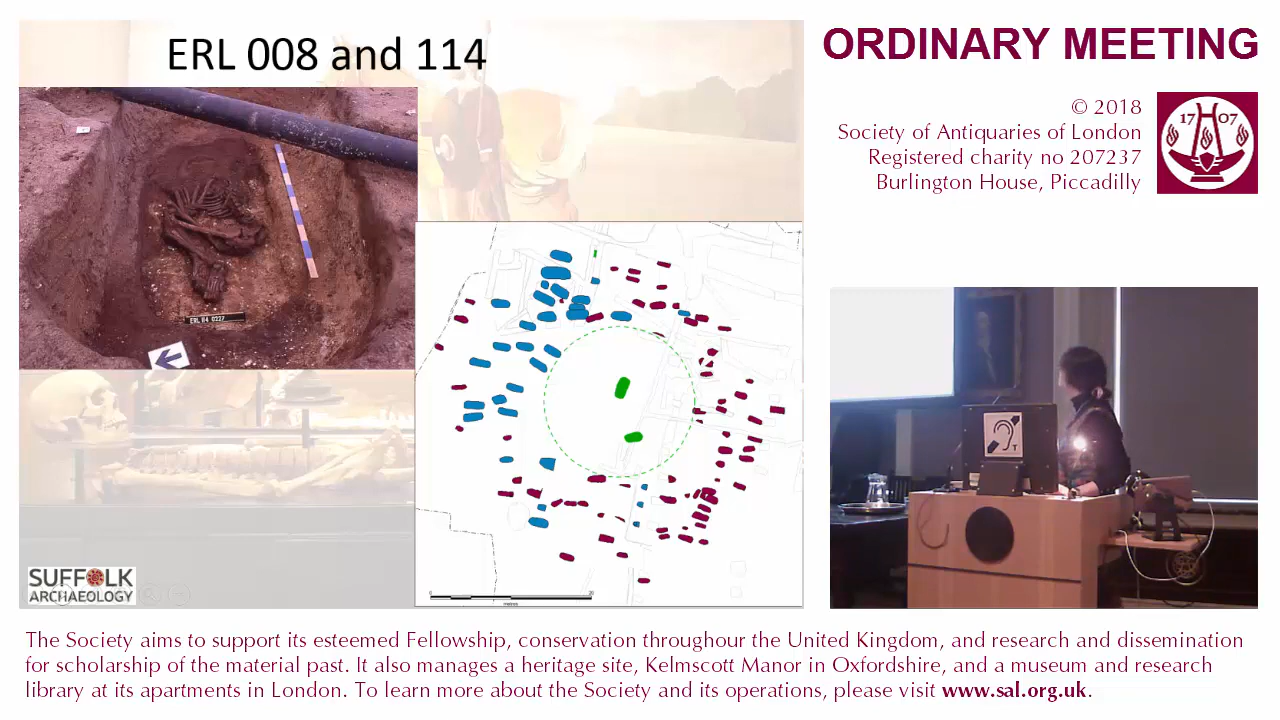 ERL 008 and 114
ERL 114 0227
SUFFOLK
ARCHAEOLOGY
metres
ORDINARY MEETING
© 2018
Society of Antiquaries of London
Registered charity no 207237
Burlington House, Piccadilly
17 07
T
The Society aims to support its esteemed Fellowship, conservation throughour the United Kingdom, and research and dissemination
for scholarship of the material past. It also manages a heritage site, Kelmscott Manor in Oxfordshire, and a museum and research
library at its apartments in London. To learn more about the Society and its operations, please visit www.sal.org.uk.